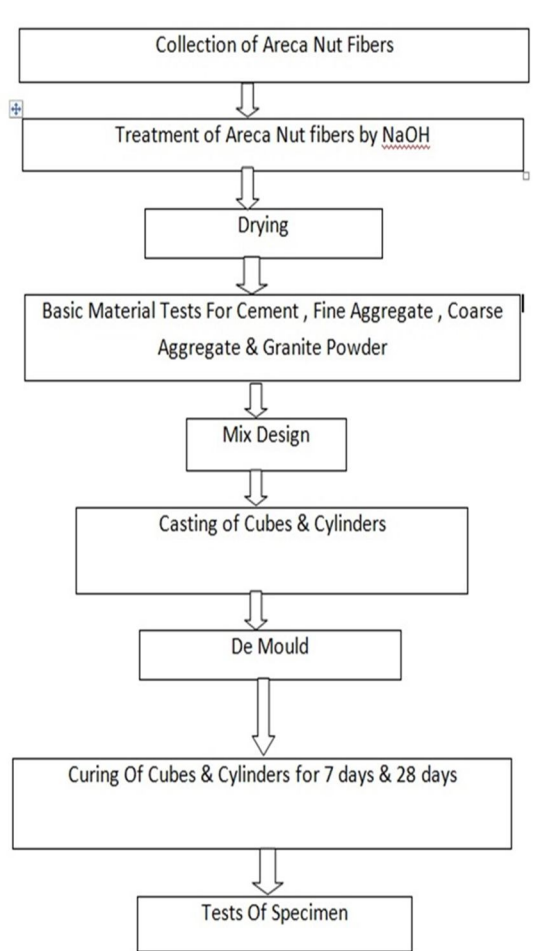 Collection of Areca Nut Fibers
Treatment of Areca Nut fibers by NaOH
Drying
Basic Material Tests For Cement , Fine Aggregate , Coarse
Aggregate & Granite Powder
Mix Design
Casting of Cubes & Cylinders
De Mould
Curing Of Cubes & Cylinders for 7 days & 28 days
Tests Of Specimen